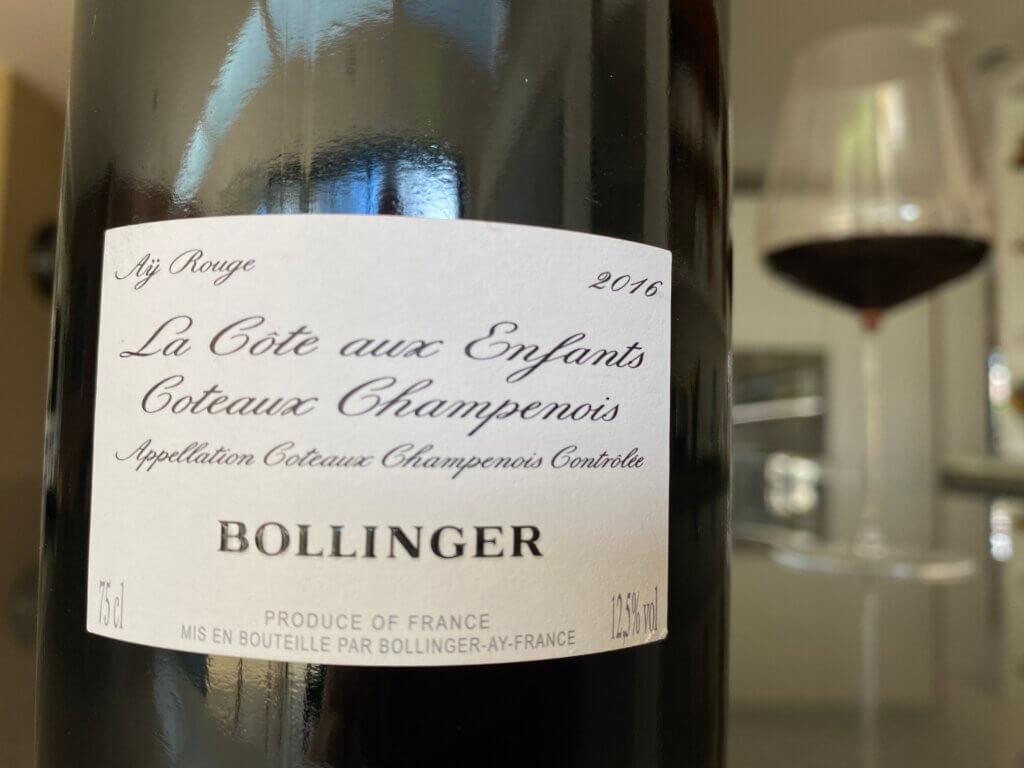 Aÿ Rouge 2016
La Côte aux Enfants
Coteaux Champenois
Appellation Coteaux Champenois Contrôlée
BOLLINGER
75 cl 12,5% vol
PRODUCE OF FRANCE
MIS EN BOUTEILLE PAR BOLLINGER-AY-FRANCE